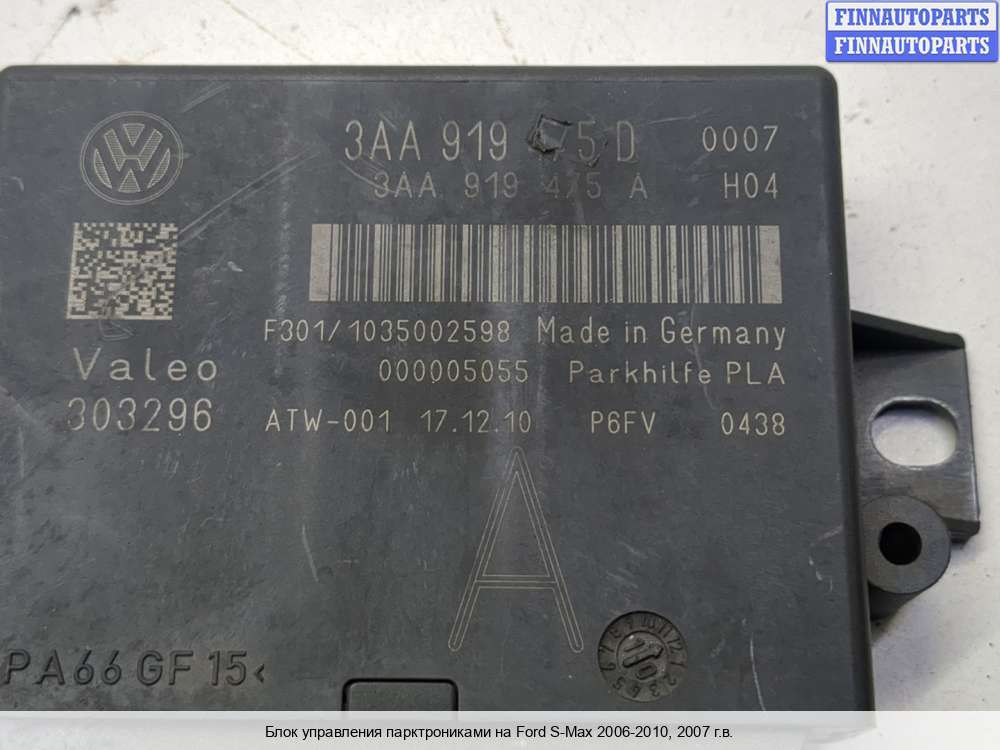 FINNAUTOPARTS
FINNAUTOPARTS
3AA 919 475 D 0007
3AA 919 475 A H04
F301/1035002598 Made in Germany
Valeo 000005055 Parkhilfe PLA
303296 ATW-001 17.12.10 P6FV 0438
A
PA66 GF15<
Блок управления парктрониками на Ford S-Max 2006-2010, 2007 г.в.